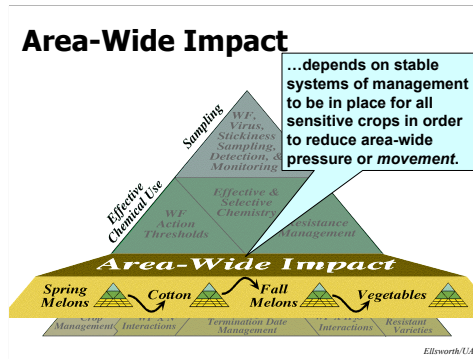 Area-Wide Impact
…depends on stable
systems of management
to be in place for all
sensitive crops in order
to reduce area-wide
pressure or movement.
Sampling
WF,
Virus,
Stickiness
Sampling,
Detection, &
Monitoring
Effective
Chemical Use
WF
Action
Thresholds
Effective &
Selective
Chemistry
Resistance
Management
Area-Wide Impact
Spring
Melons
Cotton
Fall
Melons
Vegetables
Crop
Management
Interactions
Termination Date
Management
Interactions
Resistant
Varieties
Ellsworth/UA